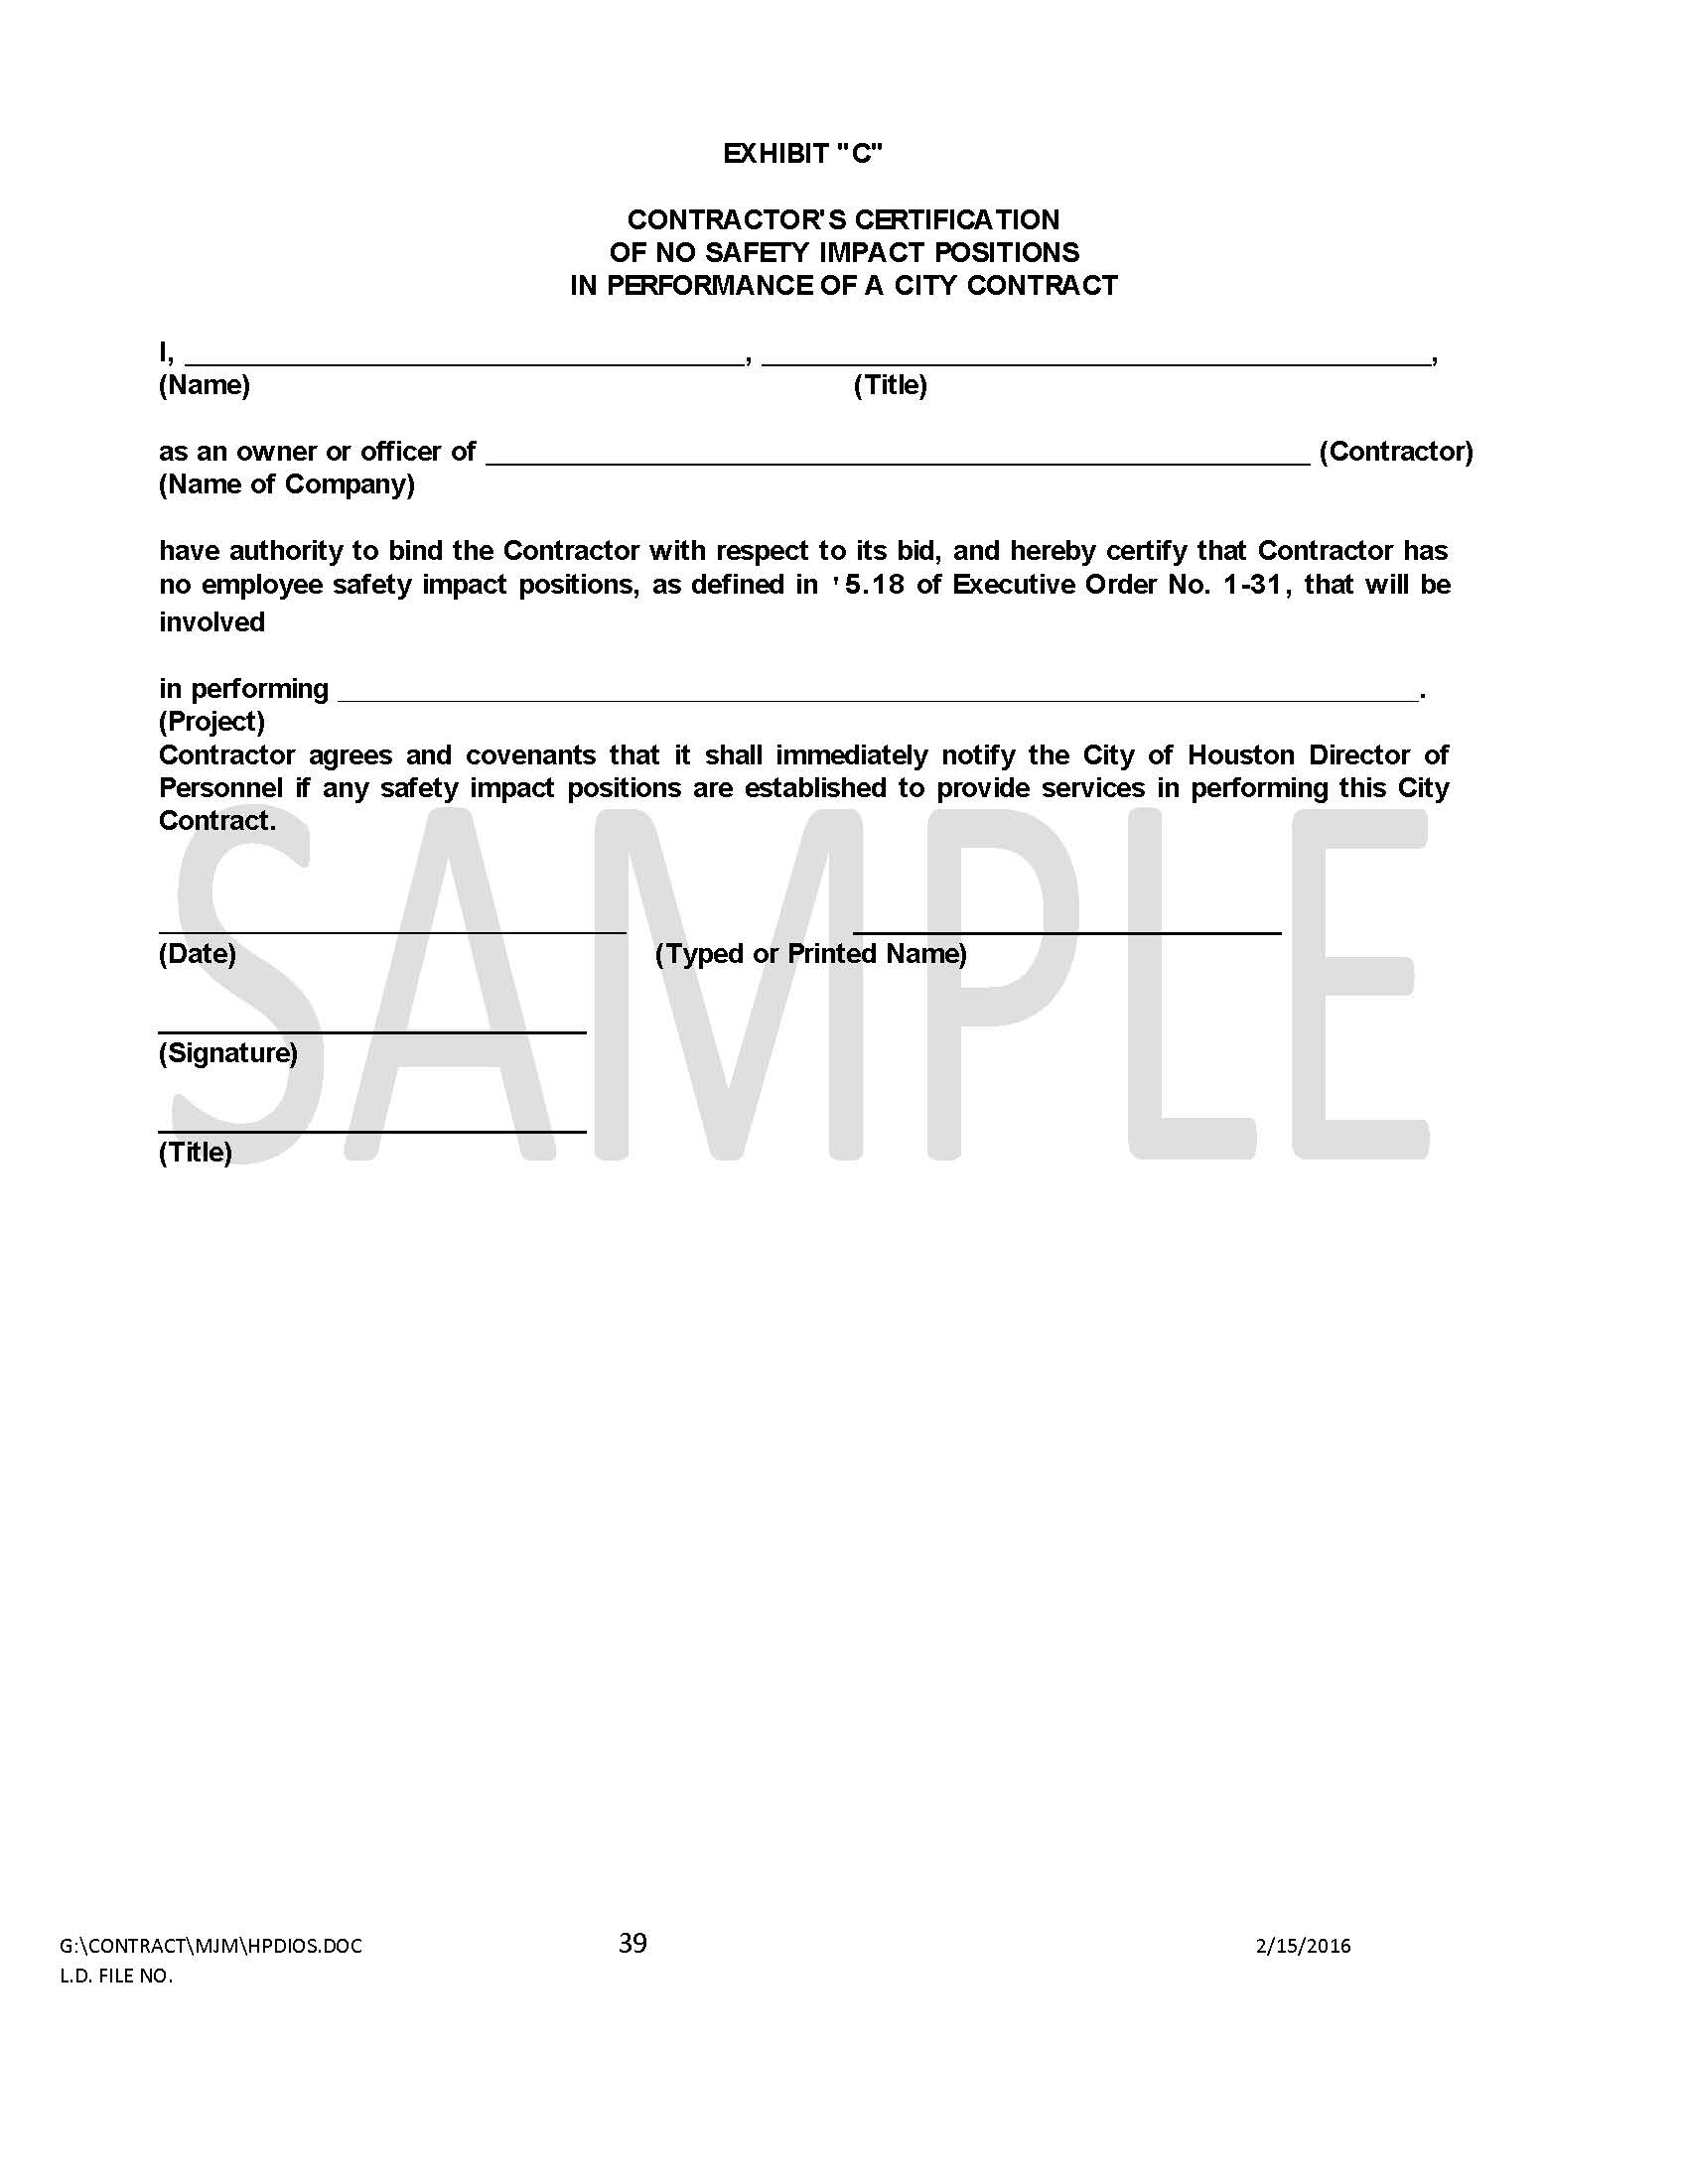 EXHIBIT "C"
CONTRACTOR'S CERTIFICATION
OF NO SAFETY IMPACT POSITIONS
IN PERFORMANCE OF A CITY CONTRACT
I, ____________________________________, ____________________________________________,
(Name) (Title)
as an owner or officer of ______________________________________________________ (Contractor)
(Name of Company)
have authority to bind the Contractor with respect to its bid, and hereby certify that Contractor has
no employee safety impact positions, as defined in '5.18 of Executive Order No. 1-31, that will be
involved
in performing ______________________________________________________________________.
(Project)
Contractor agrees and covenants that it shall immediately notify the City of Houston Director of
Personnel if any safety impact positions are established to provide services in performing this City
Contract.
SAMPLE
(Date) (Typed or Printed Name)
(Signature)
(Title)
G:\CONTRACT\MJM\HPDIOS.DOC 39 2/15/2016
L.D. FILE NO.